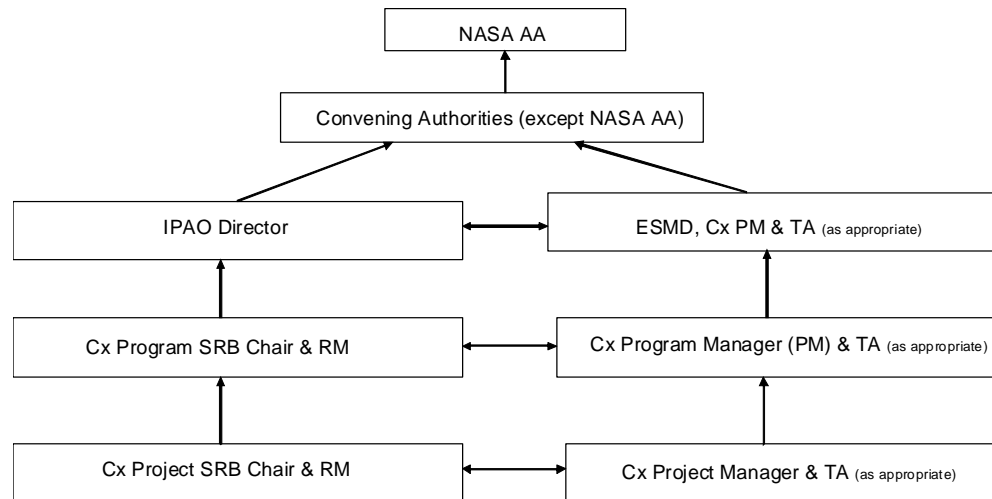 NASA AA
Convening Authorities (except NASA AA)
IPAO Director
ESMD, Cx PM & TA (as appropriate)
Cx Program SRB Chair & RM
Cx Program Manager (PM) & TA (as appropriate)
Cx Project SRB Chair & RM
Cx Project Manager & TA (as appropriate)